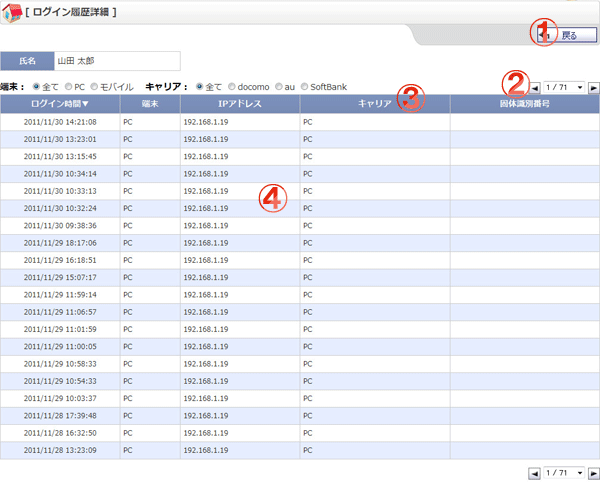 [ ログイン履歴詳細 ]
① 戻る
氏名 山田 太郎
端末： 全て PC モバイル キャリア： 全て docomo au SoftBank ② 1 / 71
ログイン時間▼ 端末 IPアドレス キャリア ③ 固体識別番号
2011/11/30 14:21:08 PC 192.168.1.19 PC
2011/11/30 13:23:01 PC 192.168.1.19 PC
2011/11/30 13:15:45 PC 192.168.1.19 PC
2011/11/30 10:34:14 PC 192.168.1.19 PC
2011/11/30 10:33:13 PC 192.168.1.19 ④ PC
2011/11/30 10:32:24 PC 192.168.1.19 PC
2011/11/30 09:38:36 PC 192.168.1.19 PC
2011/11/29 18:17:06 PC 192.168.1.19 PC
2011/11/29 16:18:51 PC 192.168.1.19 PC
2011/11/29 15:07:17 PC 192.168.1.19 PC
2011/11/29 11:59:14 PC 192.168.1.19 PC
2011/11/29 11:06:57 PC 192.168.1.19 PC
2011/11/29 11:01:59 PC 192.168.1.19 PC
2011/11/29 11:00:05 PC 192.168.1.19 PC
2011/11/29 10:58:33 PC 192.168.1.19 PC
2011/11/29 10:54:33 PC 192.168.1.19 PC
2011/11/29 10:03:37 PC 192.168.1.19 PC
2011/11/28 17:39:48 PC 192.168.1.19 PC
2011/11/28 16:32:50 PC 192.168.1.19 PC
2011/11/28 13:23:09 PC 192.168.1.19 PC
1 / 71